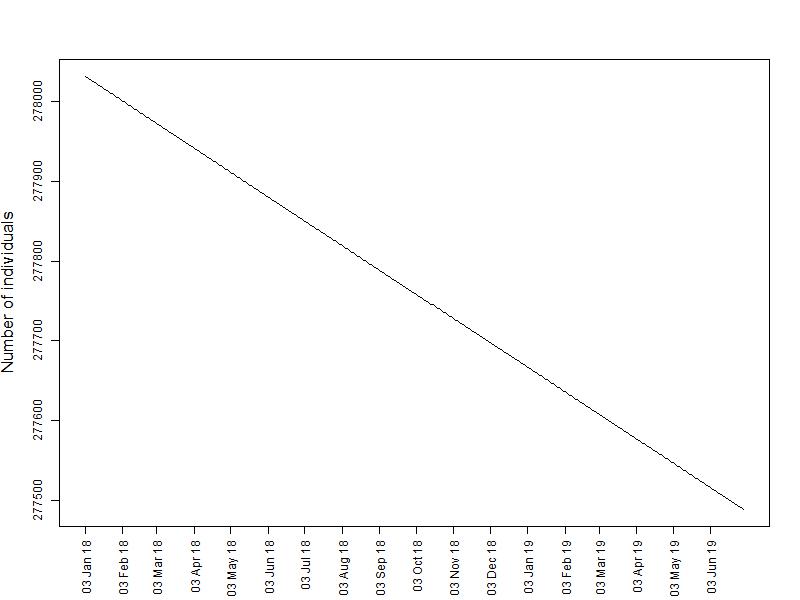 Number of individuals
278000
277900
277800
277700
277600
277500
03 Jan 18
03 Feb 18
03 Mar 18
03 Apr 18
03 May 18
03 Jun 18
03 Jul 18
03 Aug 18
03 Sep 18
03 Oct 18
03 Nov 18
03 Dec 18
03 Jan 19
03 Feb 19
03 Mar 19
03 Apr 19
03 May 19
03 Jun 19